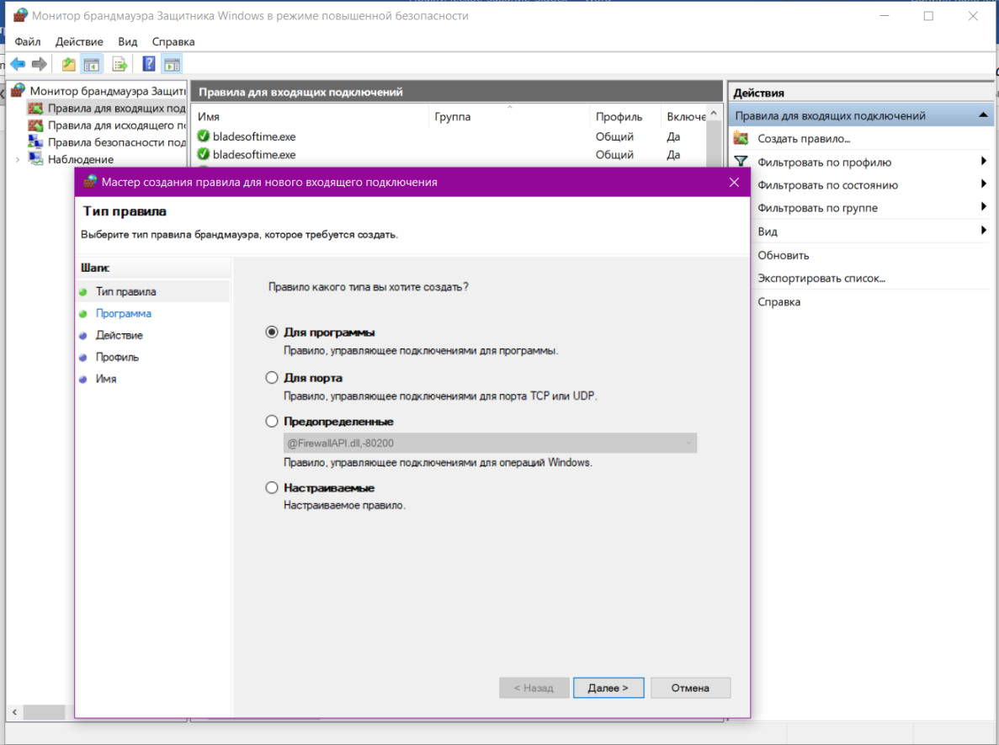 Монитор брандмауэра Защитника Windows в режиме повышенной безопасности
Файл Действие Вид Справка
Монитор брандмауэра Защит
Правила для входящих под
Правила для исходящего п
Правила безопасности под
Наблюдение
Правила для входящих подключений
Имя Группа Профиль Включе
bladesoftime.exe Общий Да
bladesoftime.exe Общий Да
Действия
Правила для входящих подключений
Создать правило...
Фильтровать по профилю
Фильтровать по состоянию
Фильтровать по группе
Вид
Обновить
Экспортировать список...
Справка
Мастер создания правила для нового входящего подключения
Тип правила
Выберите тип правила брандмауэра, которое требуется создать.
Шаги:
Тип правила
Программа
Действие
Профиль
Имя
Правило какого типа вы хотите создать?
Для программы
Правило, управляющее подключениями для программы.
Для порта
Правило, управляющее подключениями для порта TCP или UDP.
Предопределенные
@FirewallAPI.dll,-80200
Правило, управляющее подключениями для операций Windows.
Настраиваемые
Настраиваемое правило.
< Назад Далее > Отмена